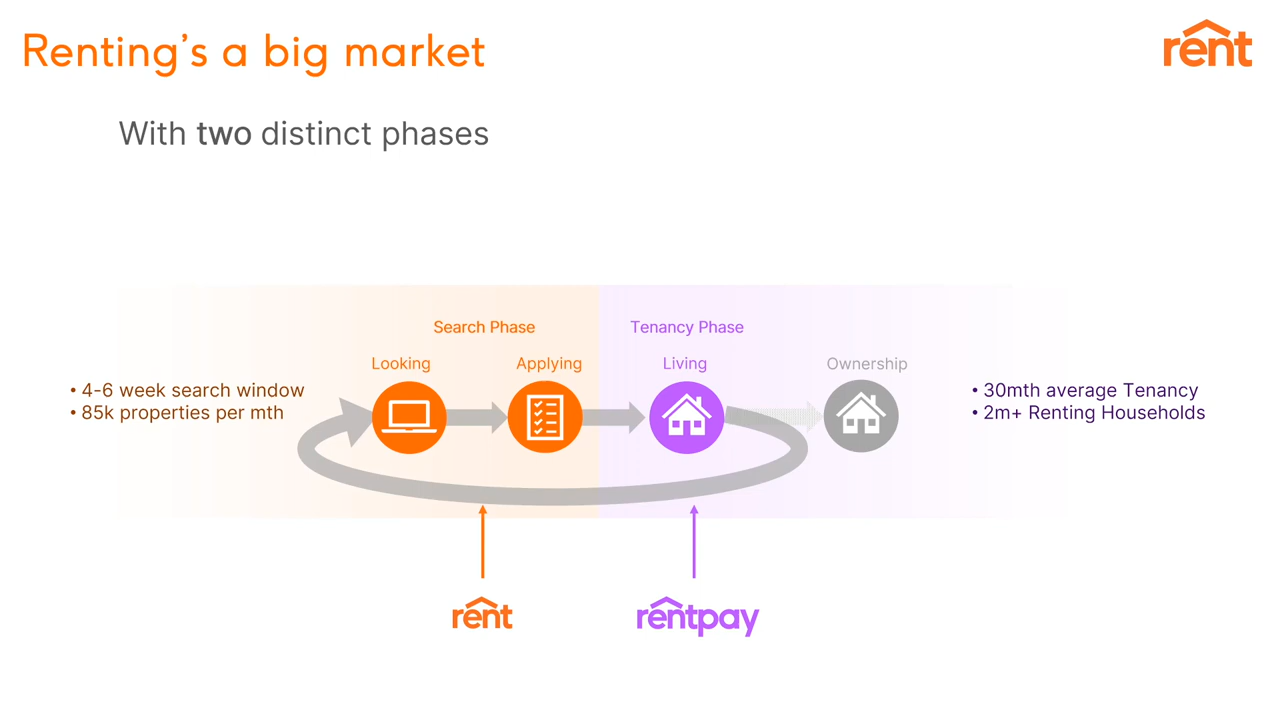 Renting's a big market
rent
With two distinct phases
Search Phase
Tenancy Phase
Looking
Applying
Living
Ownership
• 4-6 week search window
• 85k properties per mth
• 30mth average Tenancy
• 2m+ Renting Households
rent
rentpay